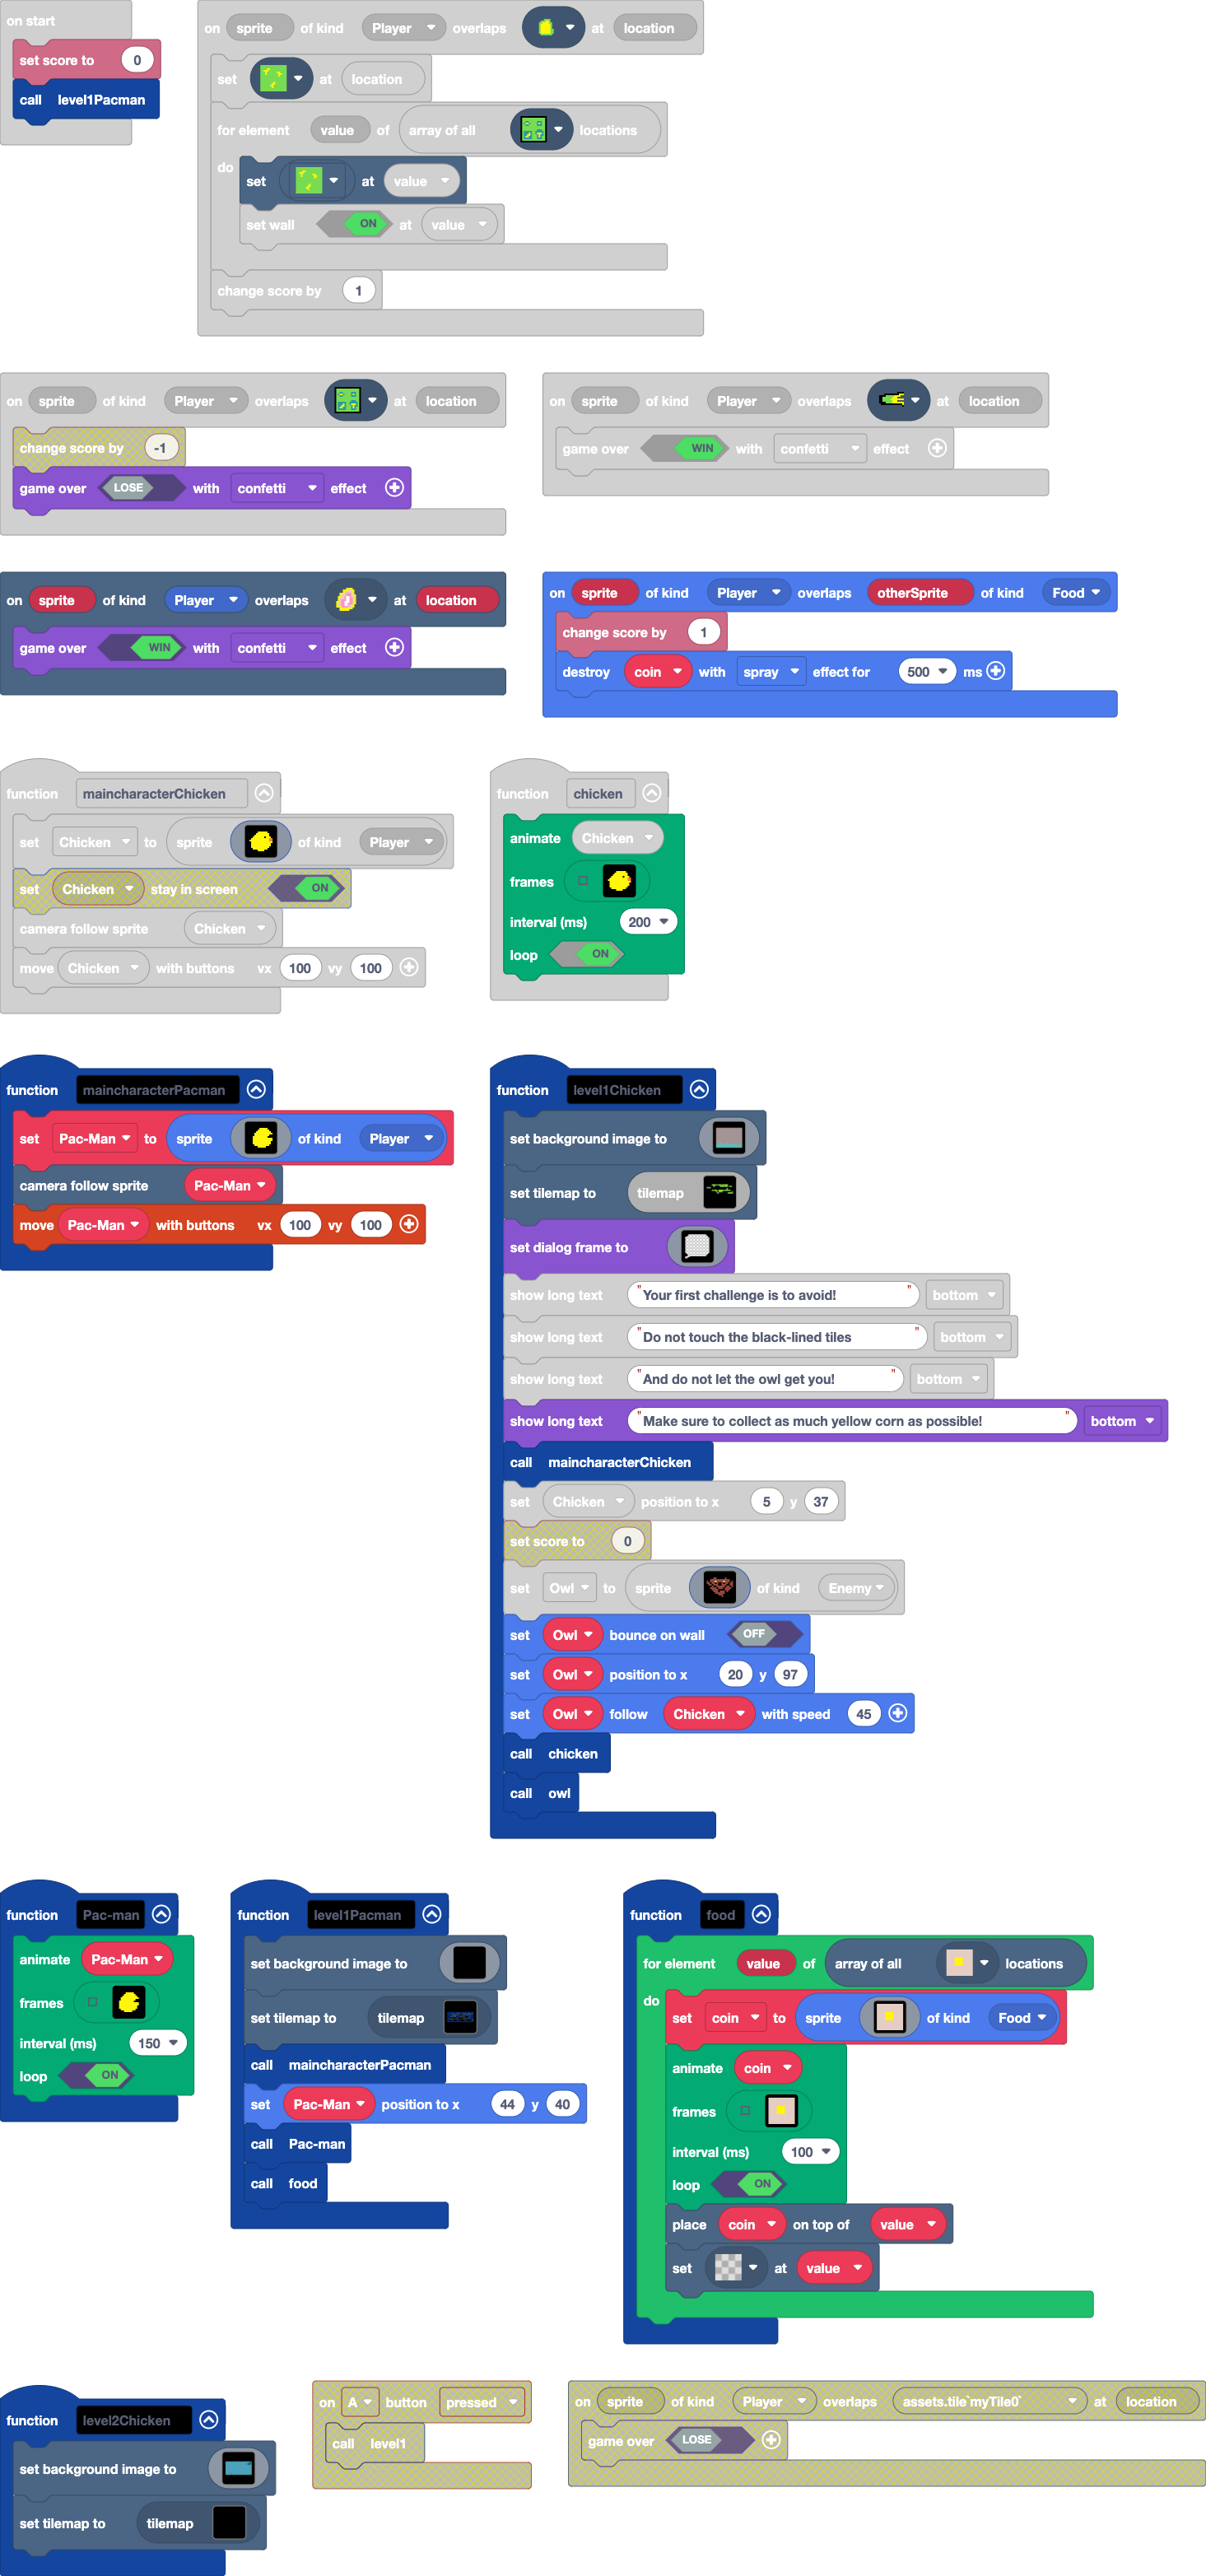 on start
set score to 0
call level1Pacman
on sprite of kind Player overlaps at location
set at location
for element value of array of all locations
do
set at value
set wall ON at value
change score by 1
on sprite of kind Player overlaps at location
change score by -1
game over LOSE with confetti effect
on sprite of kind Player overlaps at location
game over WIN with confetti effect
on sprite of kind Player overlaps at location
game over WIN with confetti effect
on sprite of kind Player overlaps otherSprite of kind Food
change score by 1
destroy coin with spray effect for 500 ms
function maincharacterChicken
set Chicken to sprite of kind Player
set Chicken stay in screen ON
camera follow sprite Chicken
move Chicken with buttons vx 100 vy 100
function chicken
animate Chicken
frames
interval (ms) 200
loop ON
function maincharacterPacman
set Pac-Man to sprite of kind Player
camera follow sprite Pac-Man
move Pac-Man with buttons vx 100 vy 100
function level1Chicken
set background image to
set tilemap to tilemap
set dialog frame to
show long text "Your first challenge is to avoid!" bottom
show long text "Do not touch the black-lined tiles" bottom
show long text "And do not let the owl get you!" bottom
show long text "Make sure to collect as much yellow corn as possible!" bottom
call maincharacterChicken
set Chicken position to x 5 y 37
set score to 0
set Owl to sprite of kind Enemy
set Owl bounce on wall OFF
set Owl position to x 20 y 97
set Owl follow Chicken with speed 45
call chicken
call owl
function Pac-man
animate Pac-Man
frames
interval (ms) 150
loop ON
function level1Pacman
set background image to
set tilemap to tilemap
call maincharacterPacman
set Pac-Man position to x 44 y 40
call Pac-man
call food
function food
for element value of array of all locations
do
set coin to sprite of kind Food
animate coin
frames
interval (ms) 100
loop ON
place coin on top of value
set at value
function level2Chicken
set background image to
set tilemap to tilemap
on A button pressed
call level1
on sprite of kind Player overlaps assets.tile`myTile0` at location
game over LOSE